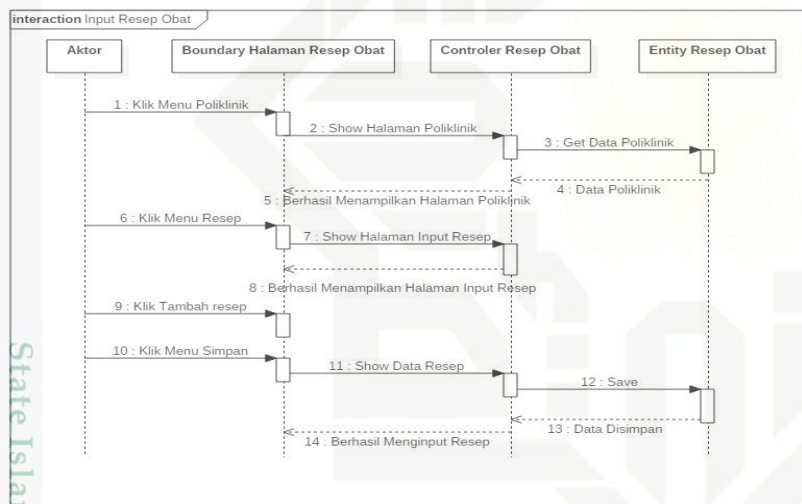 interaction Input Resep Obat
Aktor
Boundary Halaman Resep Obat
Controler Resep Obat
Entity Resep Obat
1 : Klik Menu Poliklinik
2 : Show Halaman Poliklinik
3 : Get Data Poliklinik
4 : Data Poliklinik
5 : Berhasil Menampilkan Halaman Poliklinik
6 : Klik Menu Resep
7 : Show Halaman Input Resep
8 : Berhasil Menampilkan Halaman Input Resep
9 : Klik Tambah resep
10 : Klik Menu Simpan
11 : Show Data Resep
12 : Save
13 : Data Disimpan
14 : Berhasil Menginput Resep
State Islam